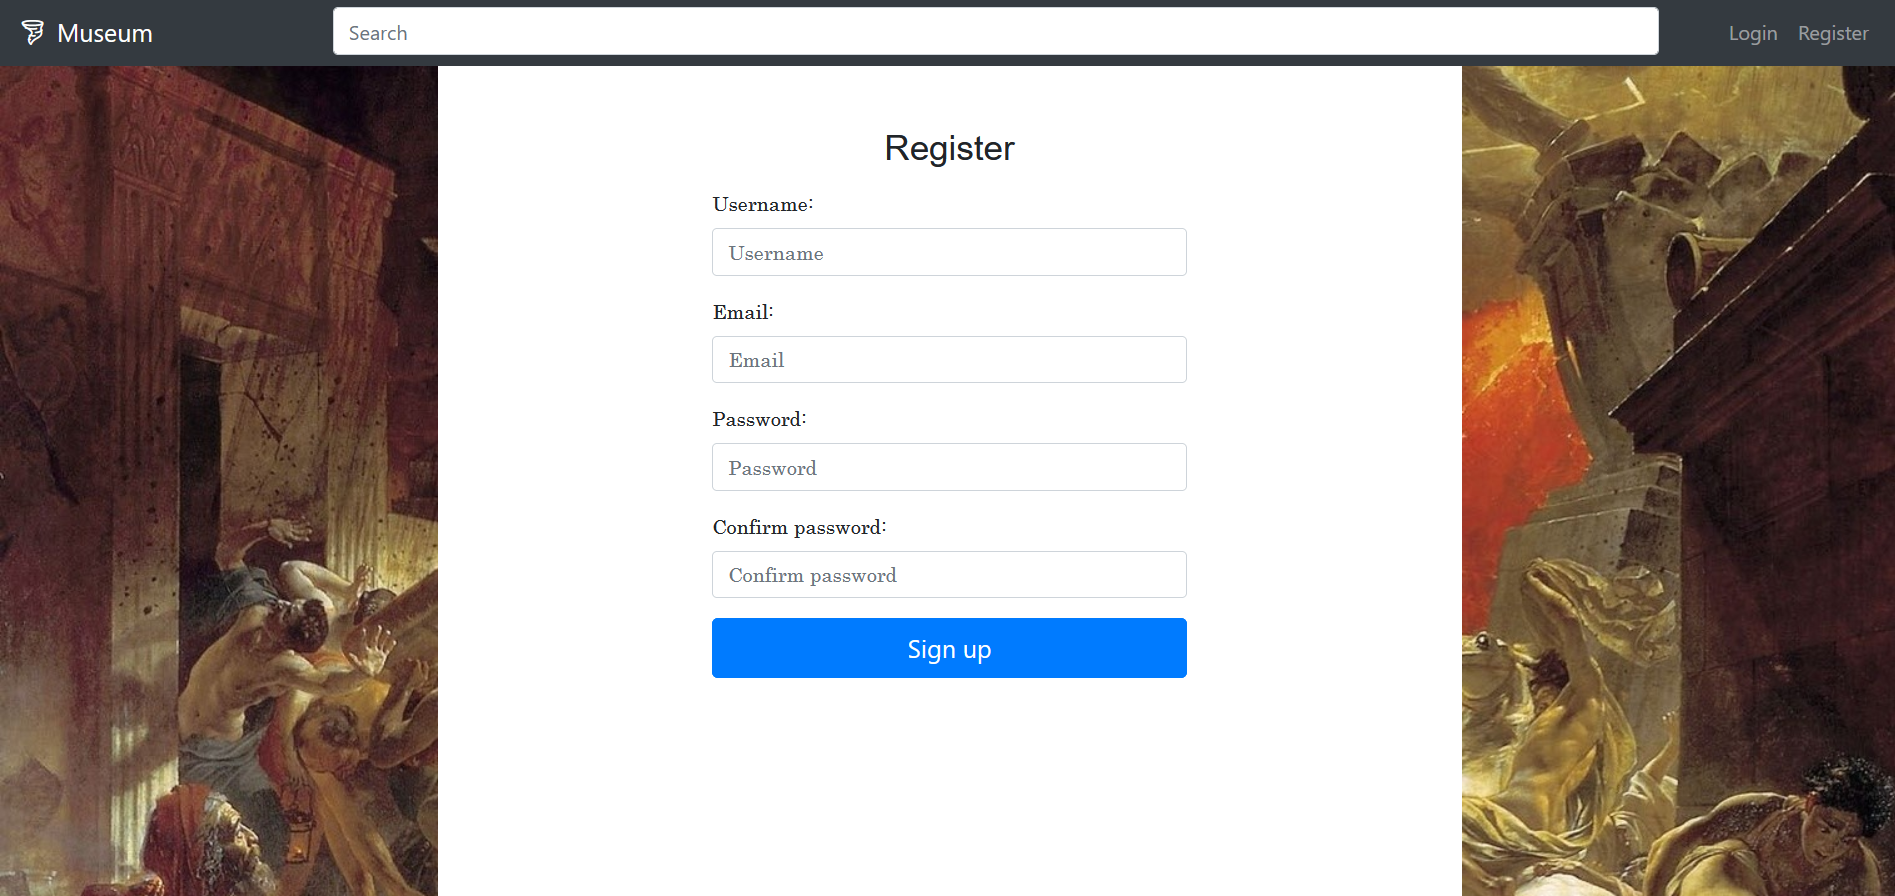 Museum
Search
Login
Register
Register
Username:
Username
Email:
Email
Password:
Password
Confirm password:
Confirm password
Sign up